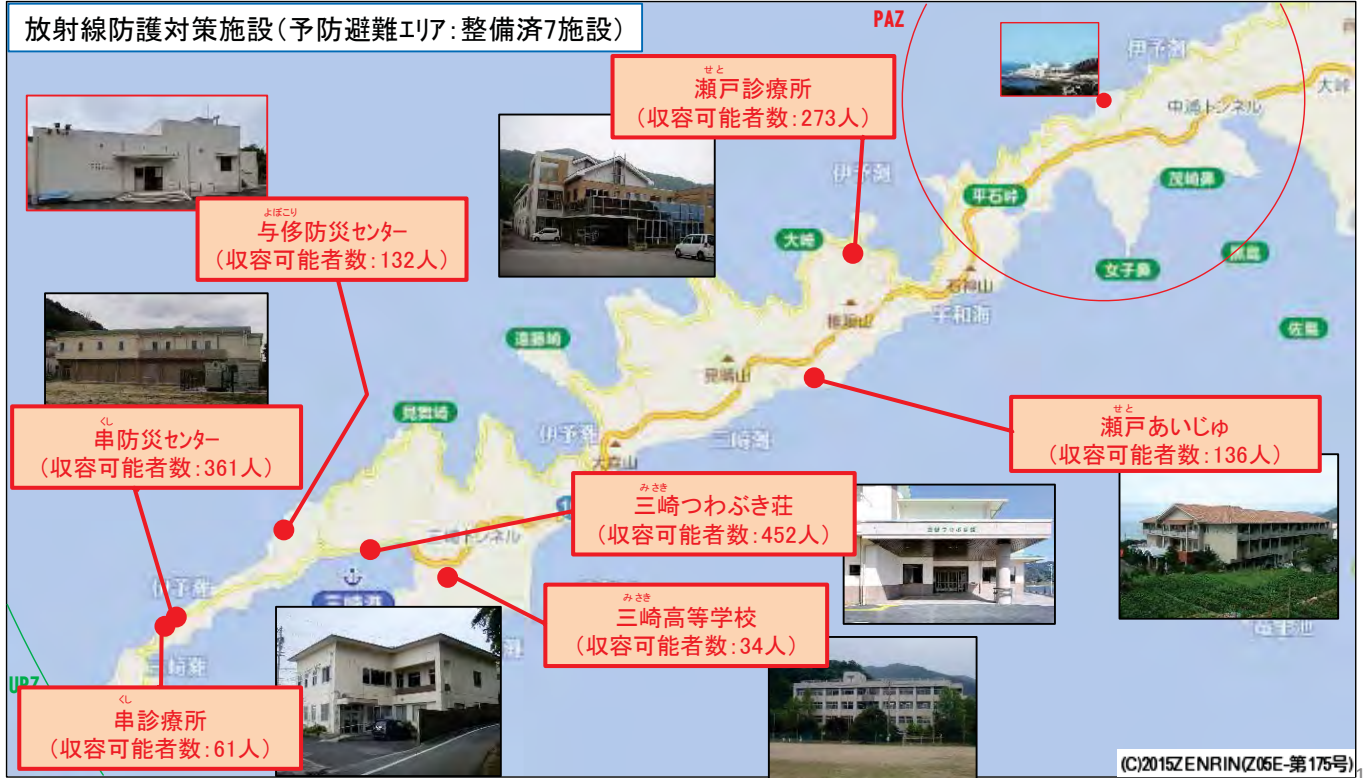 放射線防護対策施設(予防避難エリア:整備済7施設)
PAZ
伊予灘
大峠
中浦トンネル
せと
瀬戸診療所
(収容可能者数:273人)
伊予灘
平石峠
茂崎鼻
よぼこり
与侈防災センター
(収容可能者数:132人)
大崎
女子鼻
石神山
宇和海
佐島
見晴山
くし
串防災センター
(収容可能者数:361人)
見舞崎
伊予灘
三崎灘
せと
瀬戸あいじゅ
(収容可能者数:136人)
みさき
三崎つわぶき荘
(収容可能者数:452人)
三崎トンネル
伊予灘
三崎港
みさき
三崎高等学校
(収容可能者数:34人)
三崎灘
UPZ
くし
串診療所
(収容可能者数:61人)
(C)2015ZENRIN(Z05E-第175号)